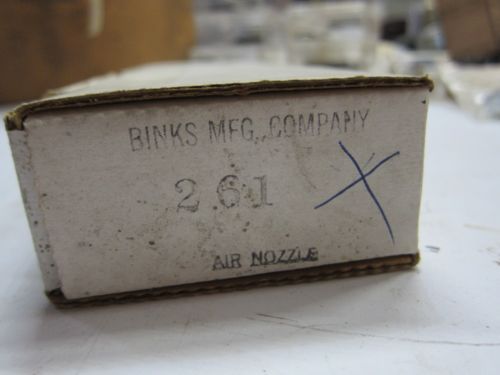 BINKS MFG. COMPANY
261
AIR NOZZLE